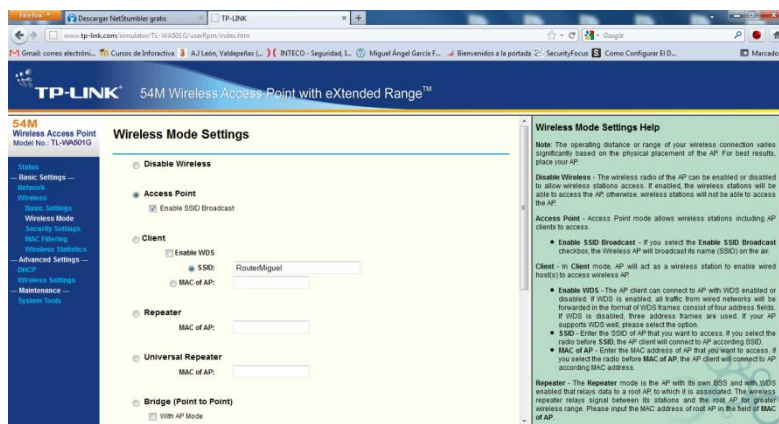 Firefox
Descargar NetStumbler gratis
TP-LINK
www.tp-link.com/simulator/TL-WA501G/userRpm/index.htm
Google
Gmail: correo electróni...
Cursos de Inforactiva
A.J León, Valdepeñas (...
INTECO - Seguridad, I...
Miguel Ángel García F...
Bienvenidos a la portada
SecurityFocus
Como Configurar El D...
Marcado
TP-LINK
54M Wireless Access Point with eXtended Range™
54M
Wireless Access Point
Model No.: TL-WA501G
Status
--- Basic Settings ---
Network
Wireless
Basic Settings
Wireless Mode
Security Settings
MAC Filtering
Wireless Statistics
--- Advanced Settings ---
DHCP
Wireless Settings
--- Maintenance ---
System Tools
Wireless Mode Settings
Disable Wireless
Access Point
Enable SSID Broadcast
Client
Enable WDS
SSID: RouterMiguel
MAC of AP:
Repeater
MAC of AP:
Universal Repeater
MAC of AP:
Bridge (Point to Point)
With AP Mode
Wireless Mode Settings Help
Note: The operating distance or range of your wireless connection varies
significantly based on the physical placement of the AP. For best results,
place your AP.
Disable Wireless - The wireless radio of the AP can be enabled or disabled
to allow wireless stations access. If enabled, the wireless stations will be
able to access the AP, otherwise, wireless stations will not be able to access
the AP.
Access Point - Access Point mode allows wireless stations including AP
clients to access.
Enable SSID Broadcast - If you select the Enable SSID Broadcast
checkbox, the Wireless AP will broadcast its name (SSID) on the air.
Client - In Client mode, AP will act as a wireless station to enable wired
host(s) to access wireless AP.
Enable WDS - The AP client can connect to AP with WDS enabled or
disabled. If WDS is enabled, all traffic from wired networks will be
forwarded in the format of WDS frames consist of four address fields.
If WDS is disabled, three address frames are used. If your AP
supports WDS well, please select the option.
SSID - Enter the SSID of AP that you want to access. If you select the
radio before SSID, the AP client will connect to AP according SSID.
MAC of AP - Enter the MAC address of AP that you want to access. If
you select the radio before MAC of AP, the AP client will connect to AP
according MAC address.
Repeater - The Repeater mode is the AP with its own BSS and with WDS
enabled that relays data to a root AP, to which it is associated. The wireless
repeater relays signal between its stations and the root AP for greater
wireless range. Please input the MAC address of root AP in the field of MAC
of AP.